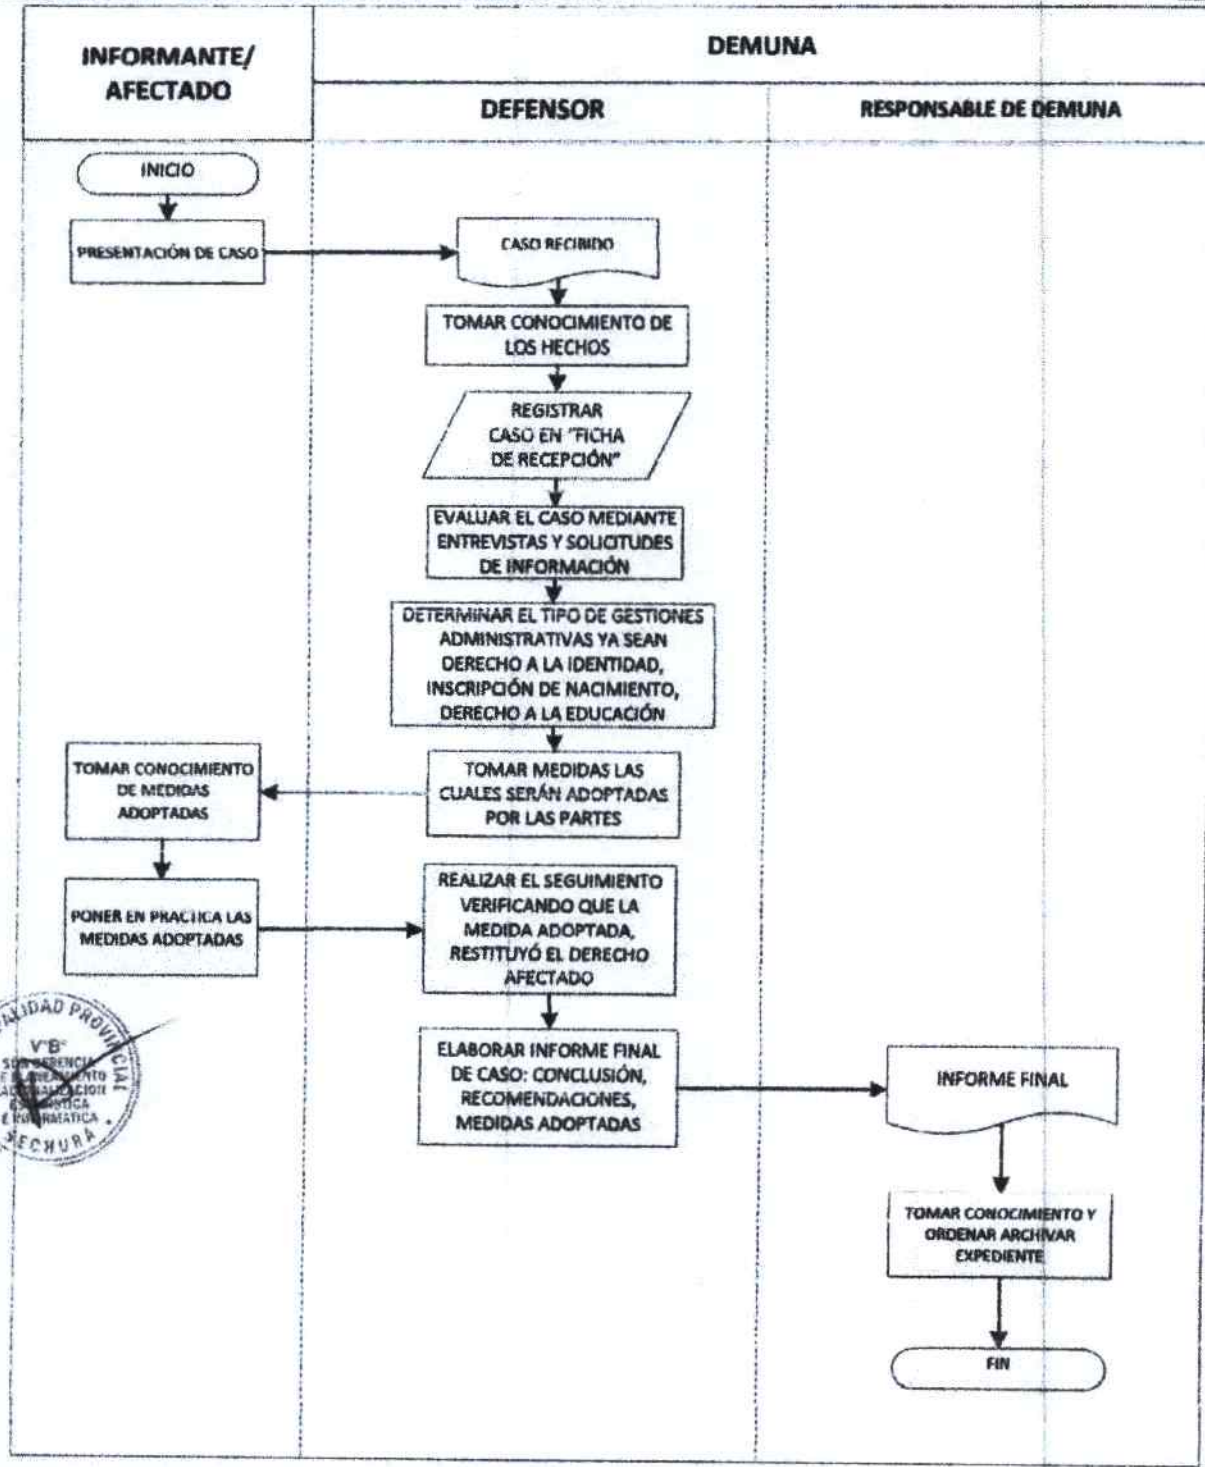 INFORMANTE/
AFECTADO
DEMUNA
DEFENSOR
RESPONSABLE DE DEMUNA
INICIO
PRESENTACIÓN DE CASO
CASO RECIBIDO
TOMAR CONOCIMIENTO DE
LOS HECHOS
REGISTRAR
CASO EN "FICHA
DE RECEPCIÓN"
EVALUAR EL CASO MEDIANTE
ENTREVISTAS Y SOLICITUDES
DE INFORMACIÓN
DETERMINAR EL TIPO DE GESTIONES
ADMINISTRATIVAS YA SEAN
DERECHO A LA IDENTIDAD,
INSCRIPCIÓN DE NACIMIENTO,
DERECHO A LA EDUCACIÓN
TOMAR MEDIDAS LAS
CUALES SERÁN ADOPTADAS
POR LAS PARTES
TOMAR CONOCIMIENTO
DE MEDIDAS
ADOPTADAS
PONER EN PRACTICA LAS
MEDIDAS ADOPTADAS
REALIZAR EL SEGUIMIENTO
VERIFICANDO QUE LA
MEDIDA ADOPTADA,
RESTITUYÓ EL DERECHO
AFECTADO
ELABORAR INFORME FINAL
DE CASO: CONCLUSIÓN,
RECOMENDACIONES,
MEDIDAS ADOPTADAS
INFORME FINAL
TOMAR CONOCIMIENTO Y
ORDENAR ARCHIVAR
EXPEDIENTE
FIN
PROVINCIAL
V°B°
SECHURA